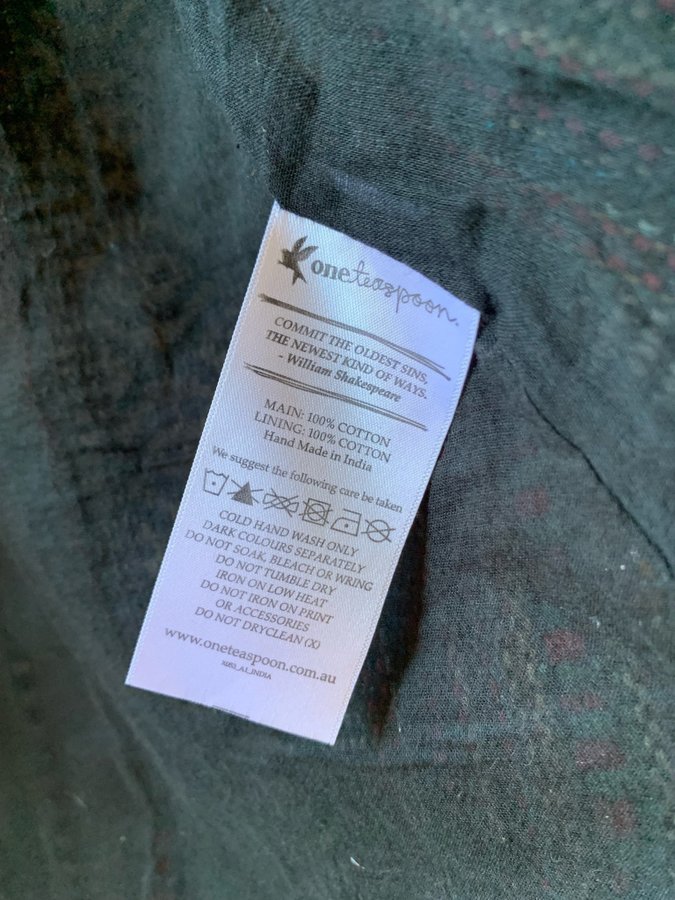 oneteaspoon.
COMMIT THE OLDEST SINS,
THE NEWEST KIND OF WAYS.
- William Shakespeare
MAIN: 100% COTTON
LINING: 100% COTTON
Hand Made in India
We suggest the following care be taken
COLD HAND WASH ONLY
DARK COLOURS SEPARATELY
DO NOT SOAK, BLEACH OR WRING
DO NOT TUMBLE DRY
IRON ON LOW HEAT
DO NOT IRON ON PRINT
OR ACCESSORIES
DO NOT DRYCLEAN (X)
www.oneteaspoon.com.au